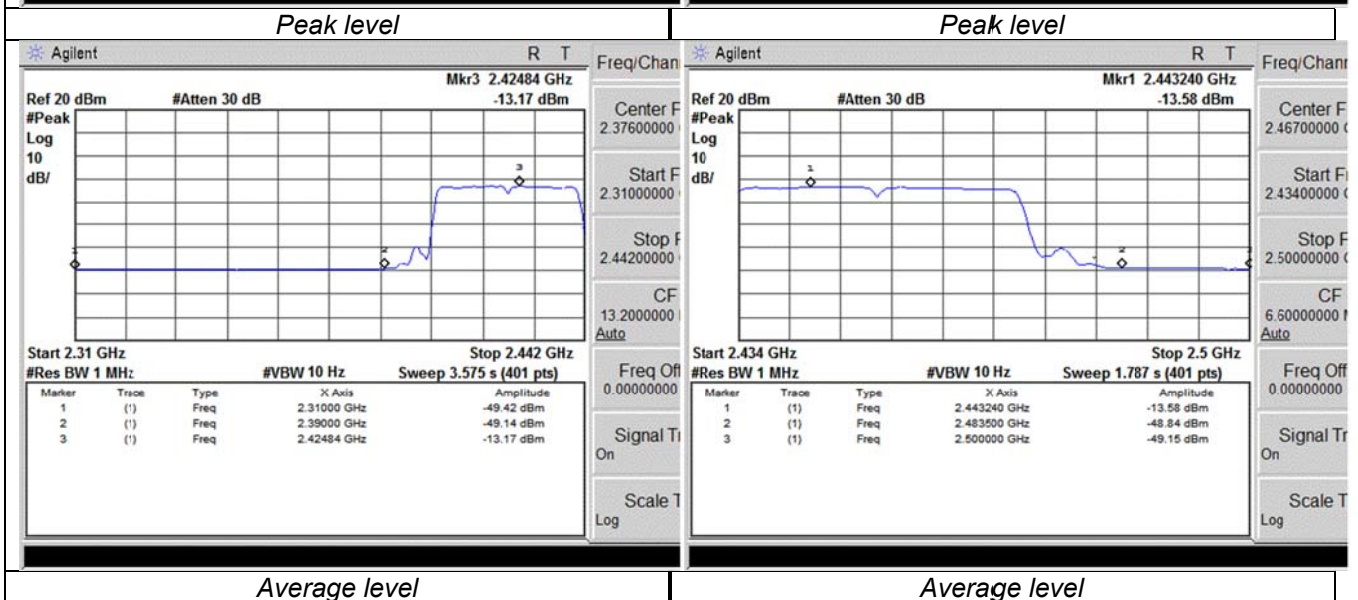 Peak level
Peak level
Agilent R T
Freq/Chan
Mkr3 2.42484 GHz
Ref 20 dBm #Atten 30 dB -13.17 dBm
#Peak
Log
10
dB/
3
1
2
Center F
2.37600000
Start F
2.31000000
Stop F
2.44200000
CF
13.2000000
Auto
Freq Off
0.00000000
Signal T
On
Scale T
Log
Start 2.31 GHz Stop 2.442 GHz
#Res BW 1 MHz #VBW 10 Hz Sweep 3.575 s (401 pts)
Marker Trace Type X Axis Amplitude
1 (1) Freq 2.31000 GHz -49.42 dBm
2 (1) Freq 2.39000 GHz -49.14 dBm
3 (1) Freq 2.42484 GHz -13.17 dBm
Agilent R T
Freq/Chan
Mkr1 2.443240 GHz
Ref 20 dBm #Atten 30 dB -13.58 dBm
#Peak
Log
10
dB/
1
2
Center F
2.46700000
Start F
2.43400000
Stop F
2.50000000
CF
6.60000000
Auto
Freq Off
0.00000000
Signal Tr
On
Scale T
Log
Start 2.434 GHz Stop 2.5 GHz
#Res BW 1 MHz #VBW 10 Hz Sweep 1.787 s (401 pts)
Marker Trace Type X Axis Amplitude
1 (1) Freq 2.443240 GHz -13.58 dBm
2 (1) Freq 2.483500 GHz -48.84 dBm
3 (1) Freq 2.500000 GHz -49.15 dBm
Average level
Average level